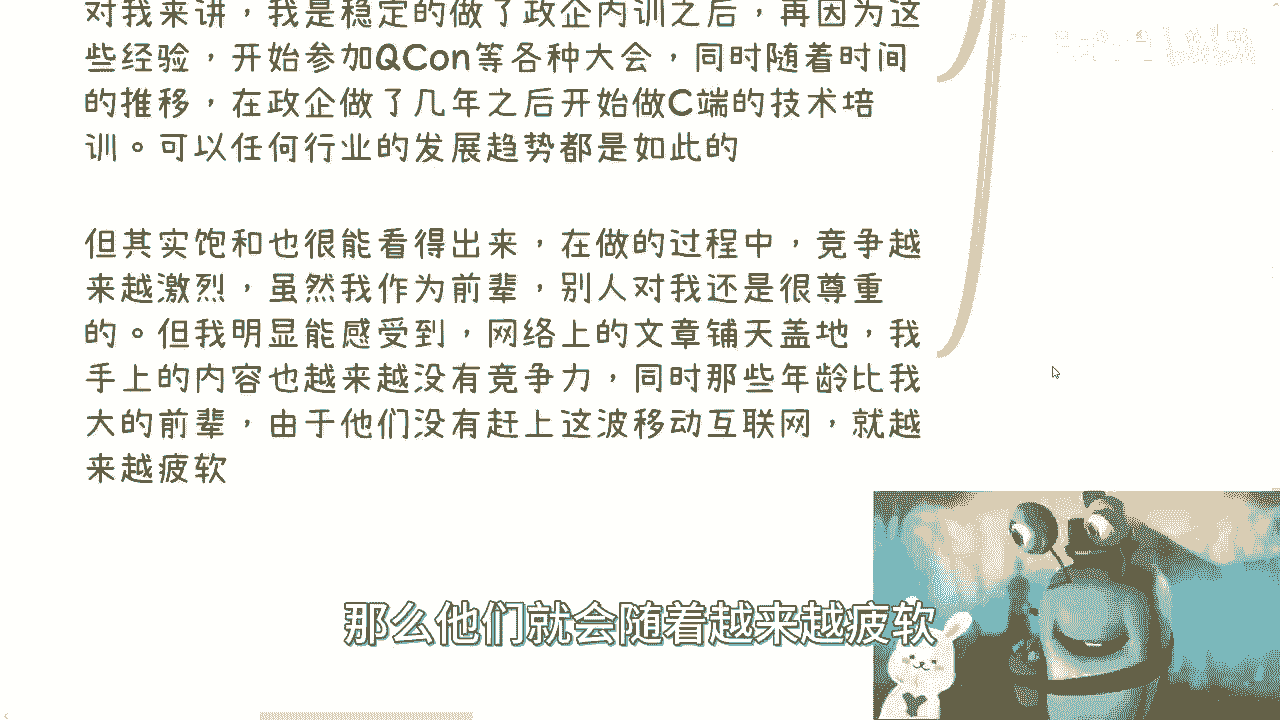 对我来讲，我是稳定的做了政企内训之后，再因为这
些经验，开始参加QCon等各种大会，同时随着时间
的推移，在政企做了几年之后开始做C端的技术培
训。可以任何行业的发展趋势都是如此的
但其实饱和也很能看得出来，在做的过程中，竞争越
来越激烈，虽然我作为前辈，别人对我还是很尊重
的。但我明显能感受到，网络上的文章铺天盖地，我
手上的内容也越来越没有竞争力，同时那些年龄比我
大的前辈，由于他们没有赶上这波移动互联网，就越
来越疲软
那么他们就会随着越来越疲软